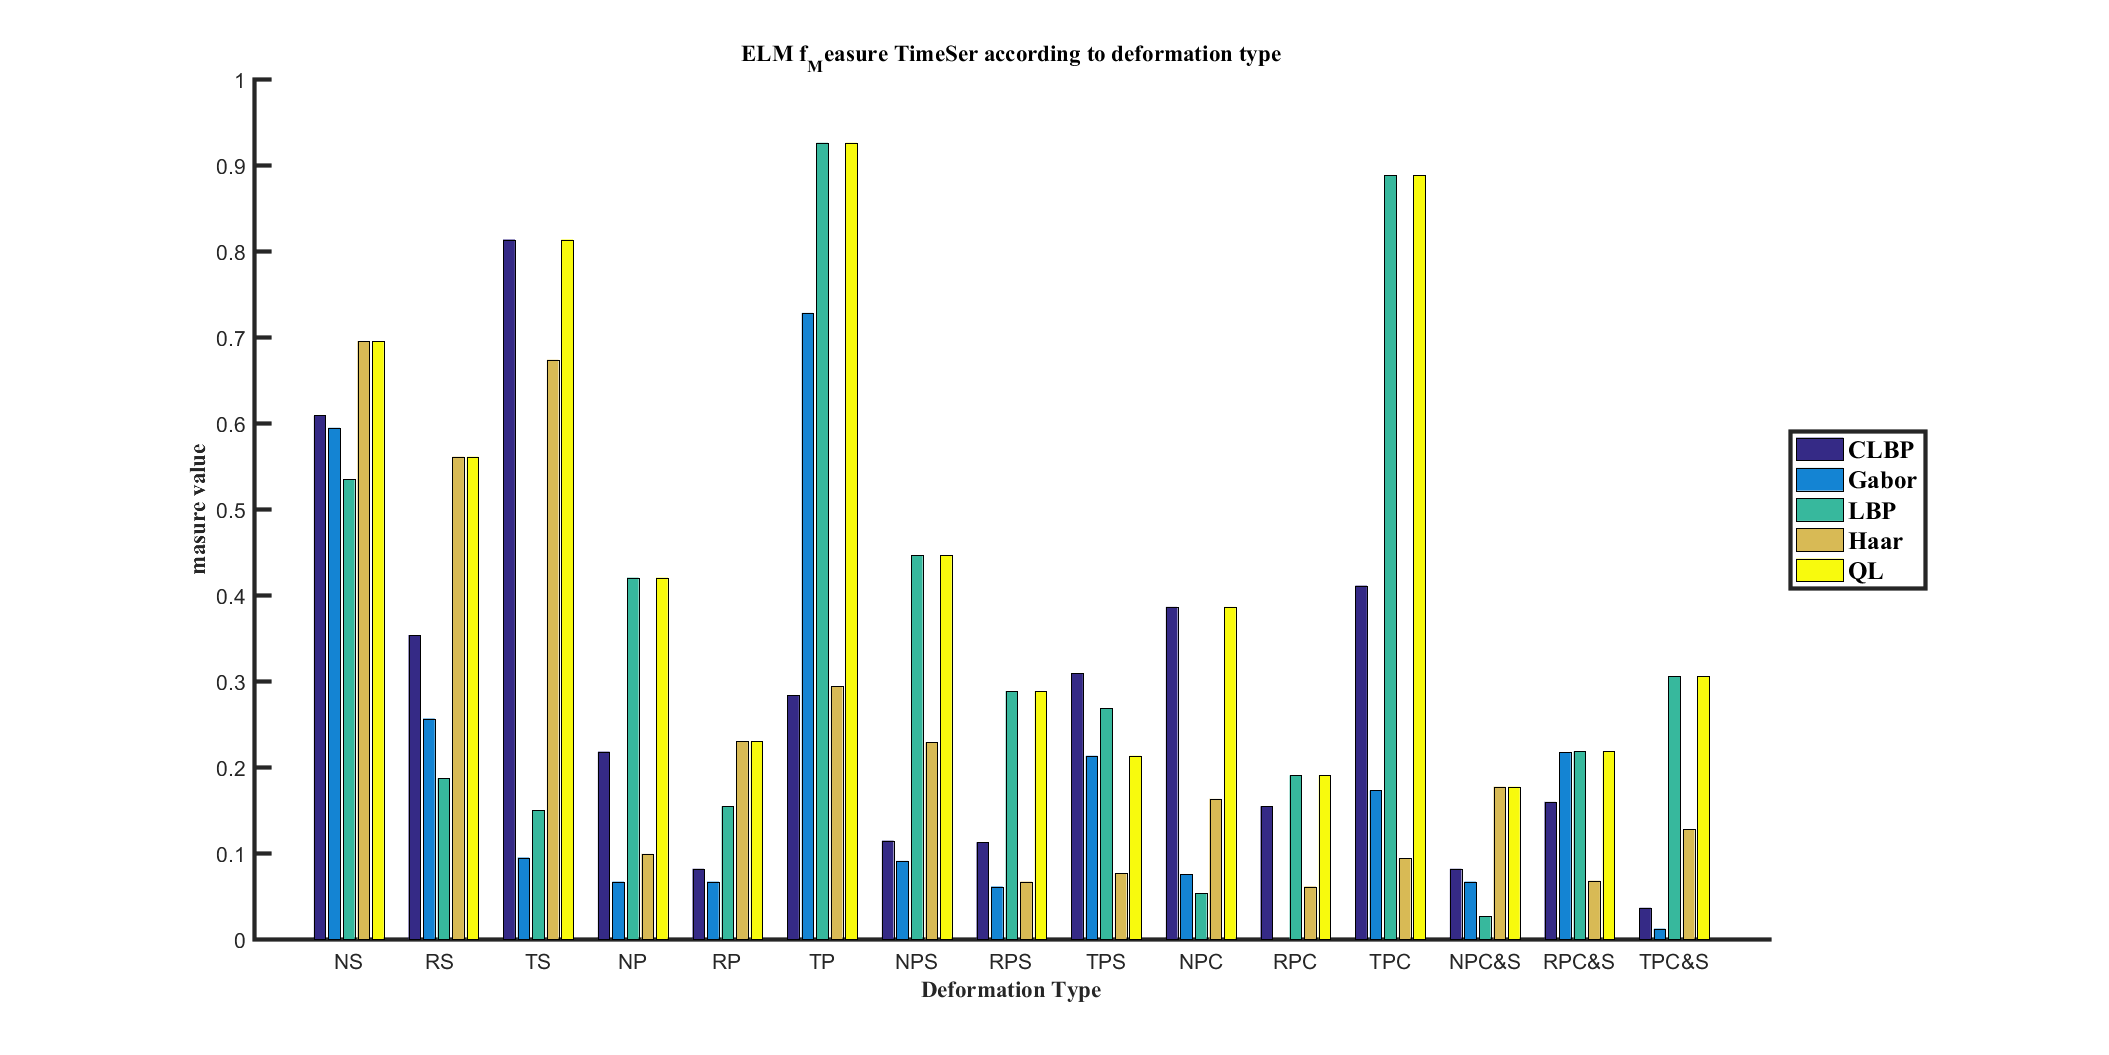 ELM fMeasure TimeSer according to deformation type
1
0.9
0.8
0.7
0.6
0.5
0.4
0.3
0.2
0.1
0
masure value
NS RS TS NP RP TP NPS RPS TPS NPC RPC TPC NPC&S RPC&S TPC&S
Deformation Type
CLBP
Gabor
LBP
Haar
QL